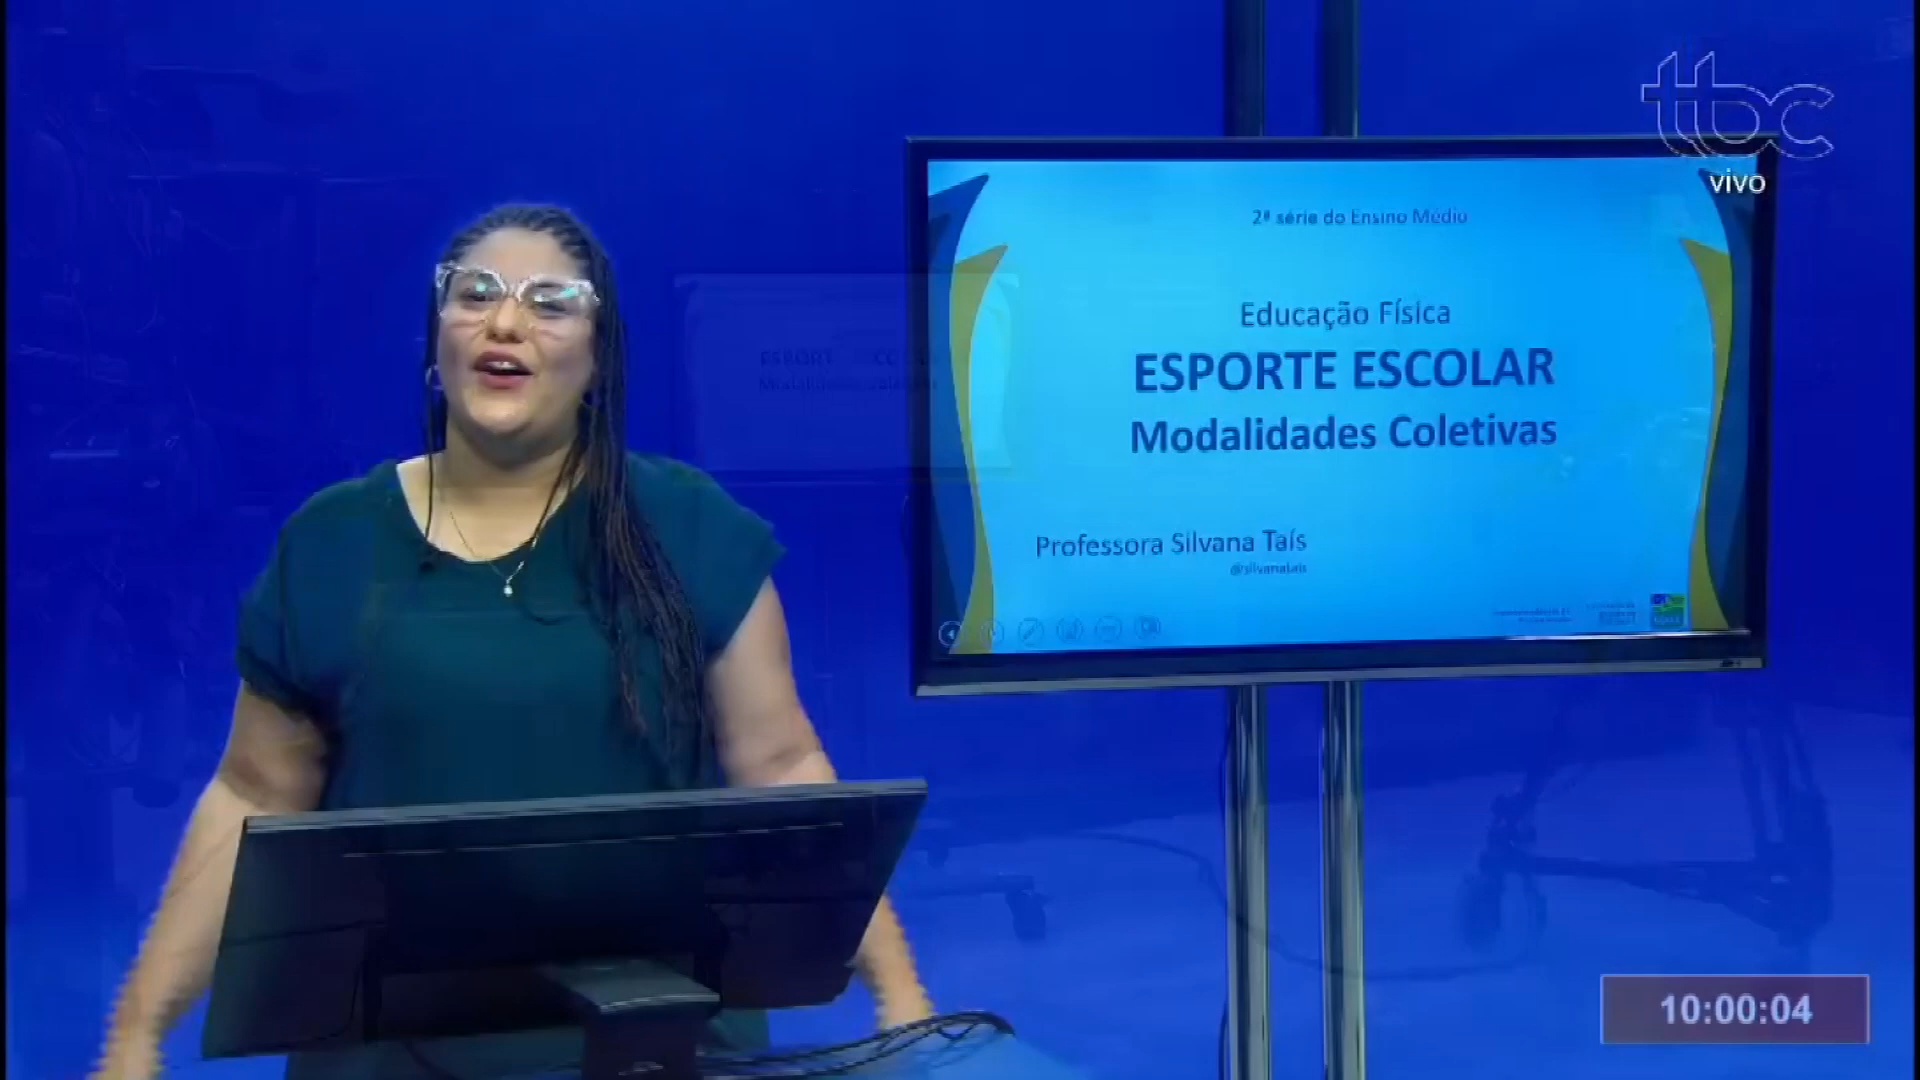 tbc
vivo
2ª série do Ensino Médio
Educação Física
ESPORTE ESCOLAR
Modalidades Coletivas
Professora Silvana Taís
@silvanatais
10:00:04